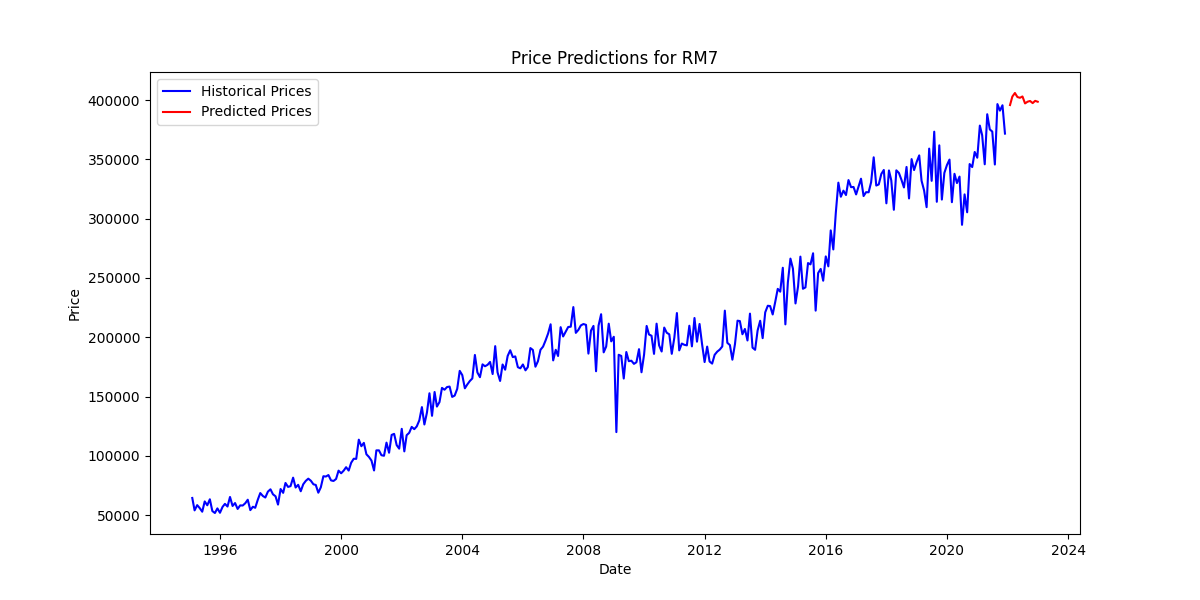 Price Predictions for RM7
Historical Prices
Predicted Prices
400000
350000
300000
250000
200000
150000
100000
50000
Price
1996 2000 2004 2008 2012 2016 2020 2024
Date